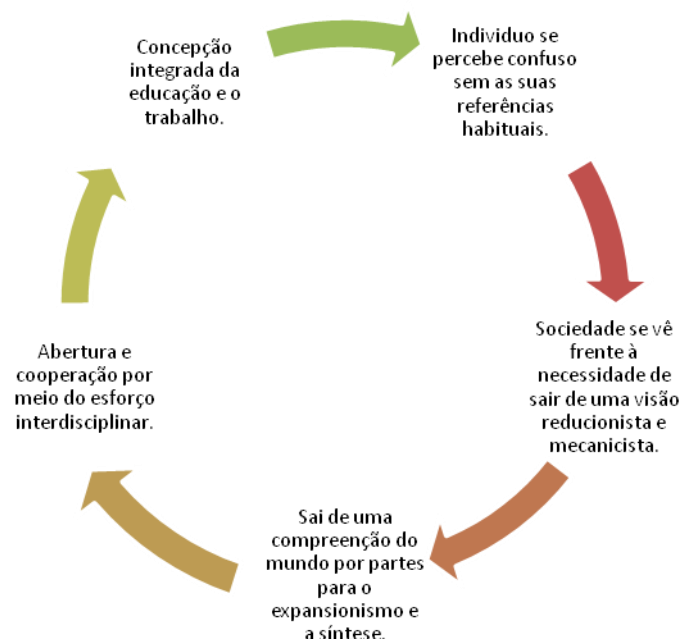 Concepção
integrada da
educação e o
trabalho.
Individuo se
percebe confuso
sem as suas
referências
habituais.
Sociedade se vê
frente à
necessidade de
sair de uma visão
reducionista e
mecanicista.
Sai de uma
compreenção do
mundo por partes
para o
expansionismo e
a síntese.
Abertura e
cooperação por
meio do esforço
interdisciplinar.